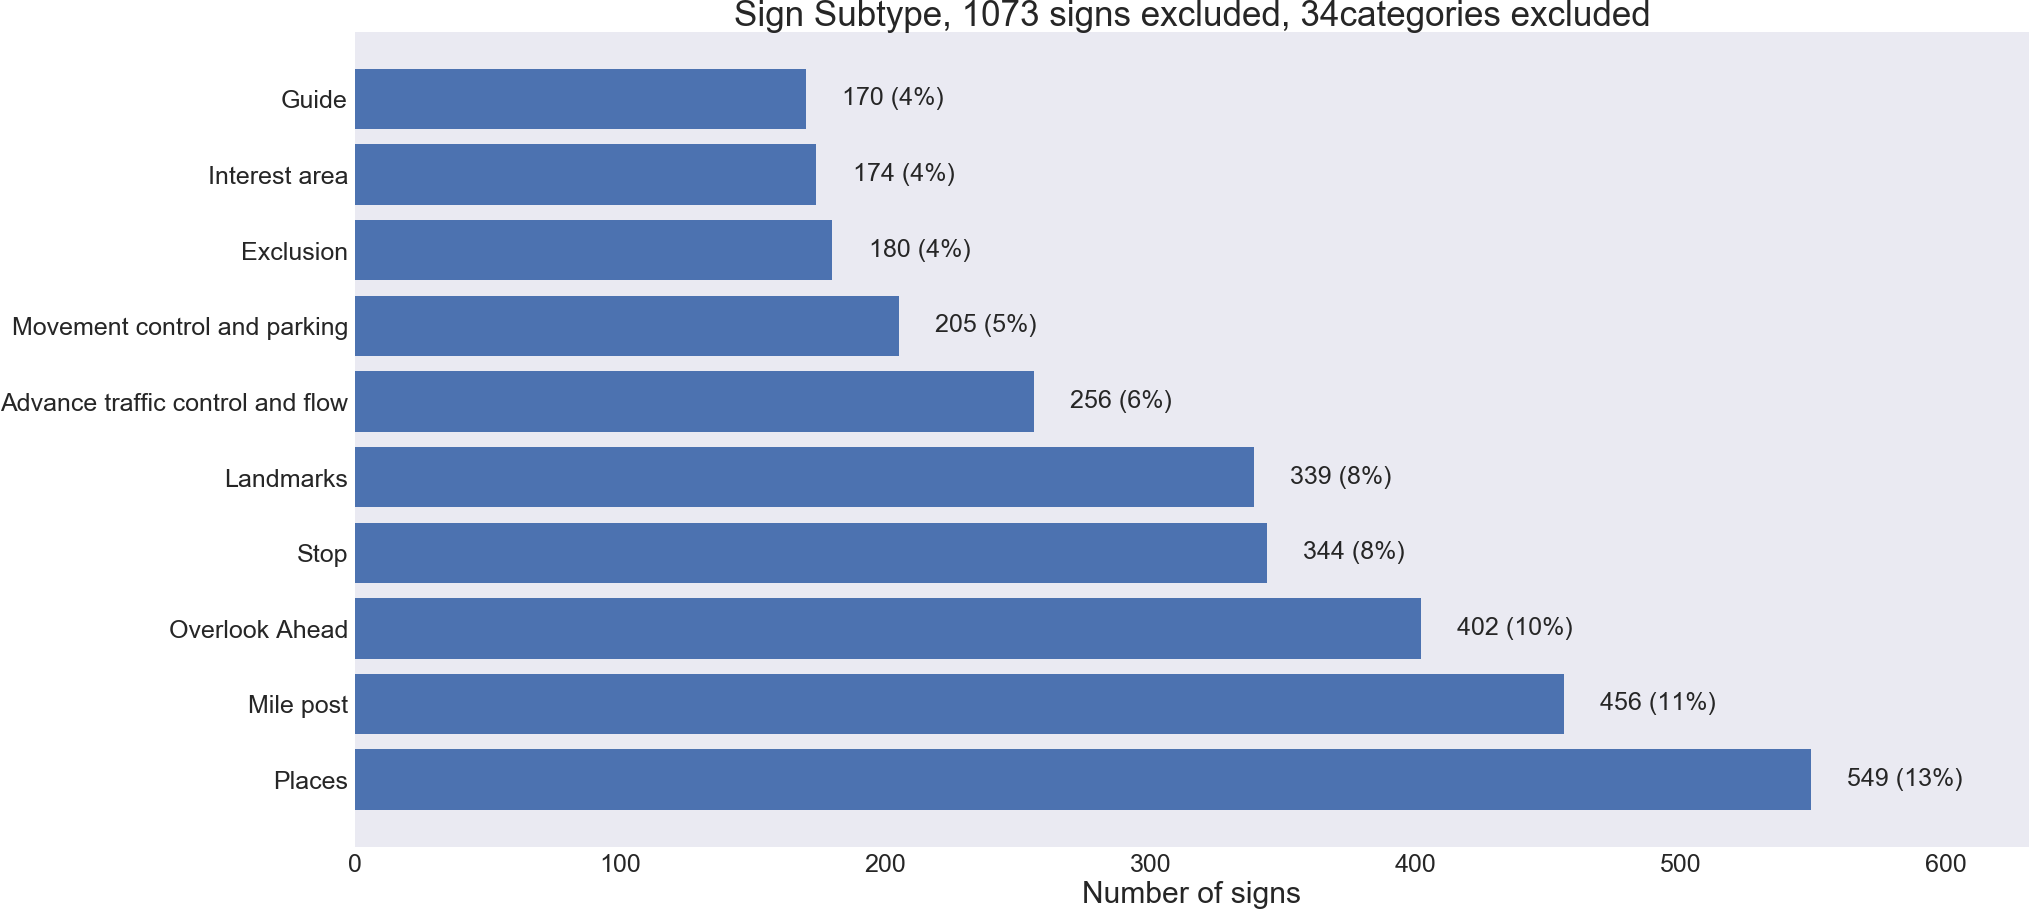 Sign Subtype, 1073 signs excluded, 34categories excluded
Guide 170 (4%)
Interest area 174 (4%)
Exclusion 180 (4%)
Movement control and parking 205 (5%)
Advance traffic control and flow 256 (6%)
Landmarks 339 (8%)
Stop 344 (8%)
Overlook Ahead 402 (10%)
Mile post 456 (11%)
Places 549 (13%)
0 100 200 300 400 500 600
Number of signs